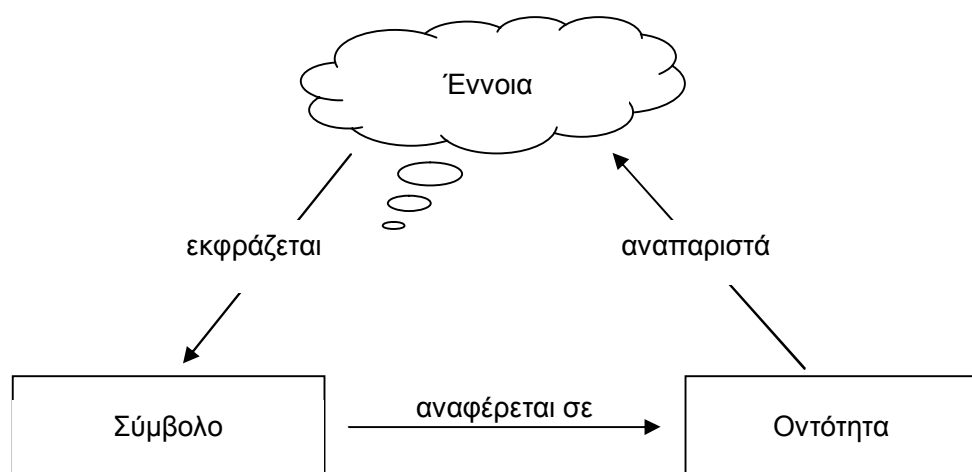 Έννοια
εκφράζεται
αναπαριστά
αναφέρεται σε
Σύμβολο
Οντότητα